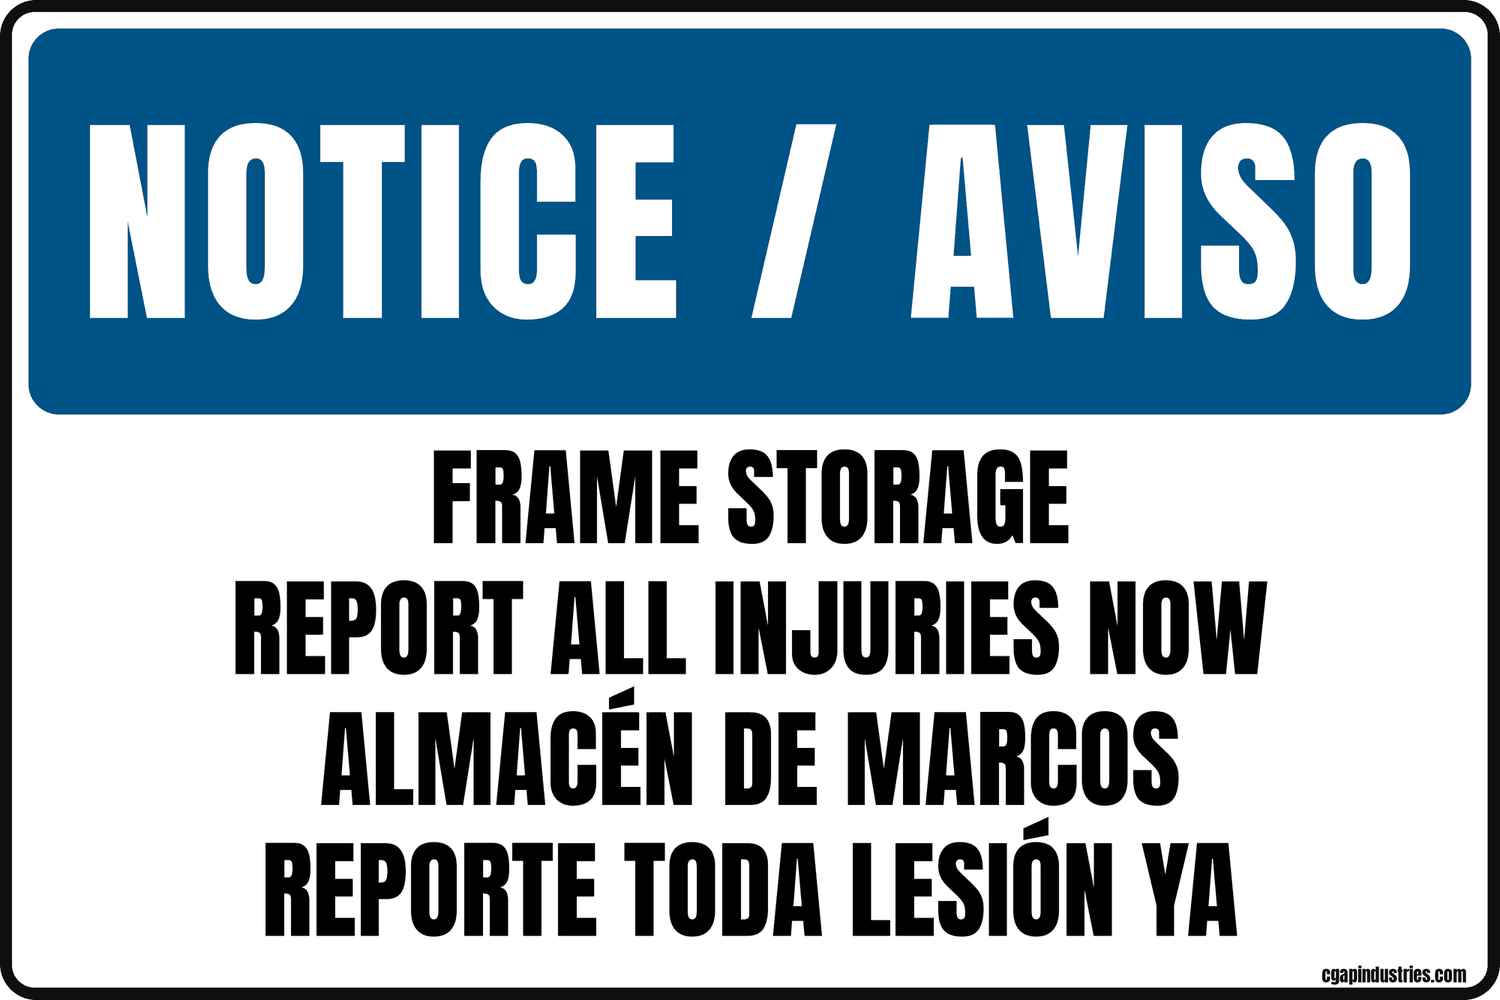 NOTICE / AVISO
FRAME STORAGE
REPORT ALL INJURIES NOW
ALMACÉN DE MARCOS
REPORTE TODA LESIÓN YA
cgapindustries.com